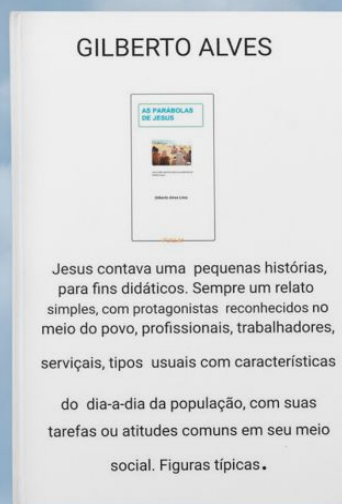 GILBERTO ALVES
AS PARÁBOLAS
DE JESUS
Gilberto Alves Lima
Jesus contava uma pequenas histórias,
para fins didáticos. Sempre um relato
simples, com protagonistas reconhecidos no
meio do povo, profissionais, trabalhadores,
serviçais, tipos usuais com características
do dia-a-dia da população, com suas
tarefas ou atitudes comuns em seu meio
social. Figuras típicas.